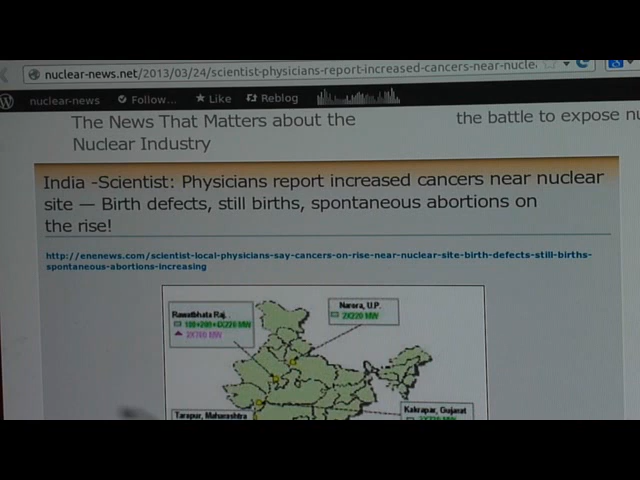 nuclear-news.net/2013/03/24/scientist-physicians-report-increased-cancers-near-nucle
nuclear-news Follow... Like Reblog
The News That Matters about the
Nuclear Industry
the battle to expose nu
India -Scientist: Physicians report increased cancers near nuclear
site — Birth defects, still births, spontaneous abortions on
the rise!
http://enenews.com/scientist-local-physicians-say-cancers-on-rise-near-nuclear-site-birth-defects-still-births-
spontaneous-abortions-increasing
Narora, U.P.
2X220 MW
Rawatbhata Raj.
100+200+4X220 MW
2X700 MW
Kakrapar, Gujarat
Tarapur, Maharashtra